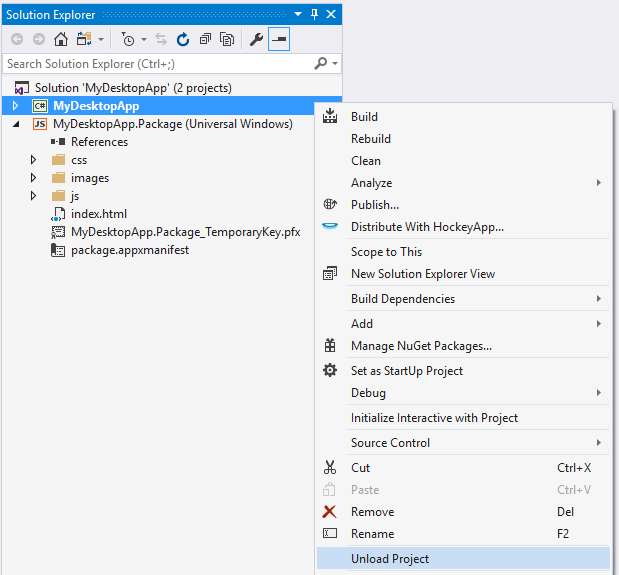 Solution Explorer
Search Solution Explorer (Ctrl+;)
Solution 'MyDesktopApp' (2 projects)
C# MyDesktopApp
JS MyDesktopApp.Package (Universal Windows)
References
css
images
js
index.html
MyDesktopApp.Package_TemporaryKey.pfx
package.appxmanifest
Build
Rebuild
Clean
Analyze
Publish...
Distribute With HockeyApp...
Scope to This
New Solution Explorer View
Build Dependencies
Add
Manage NuGet Packages...
Set as StartUp Project
Debug
Initialize Interactive with Project
Source Control
Cut Ctrl+X
Paste Ctrl+V
Remove Del
Rename F2
Unload Project